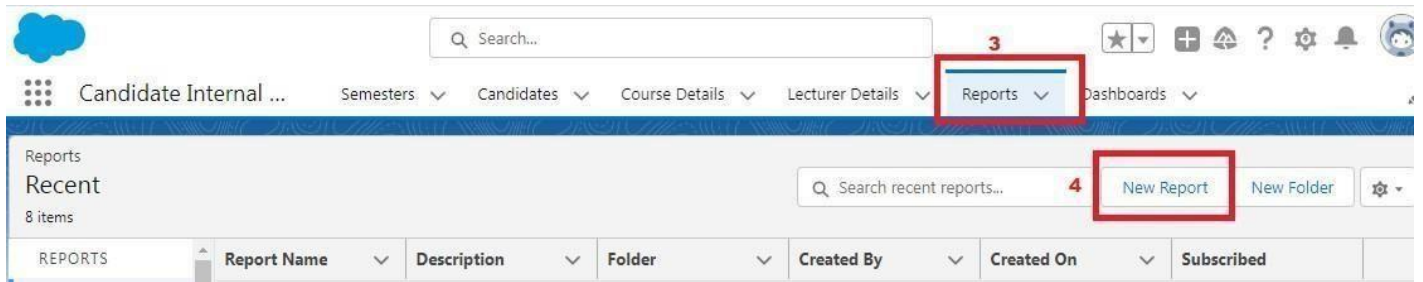 Search...
3
Candidate Internal ... Semesters Candidates Course Details Lecturer Details Reports Dashboards
Reports
Recent
8 items
Search recent reports... 4 New Report New Folder
REPORTS Report Name Description Folder Created By Created On Subscribed